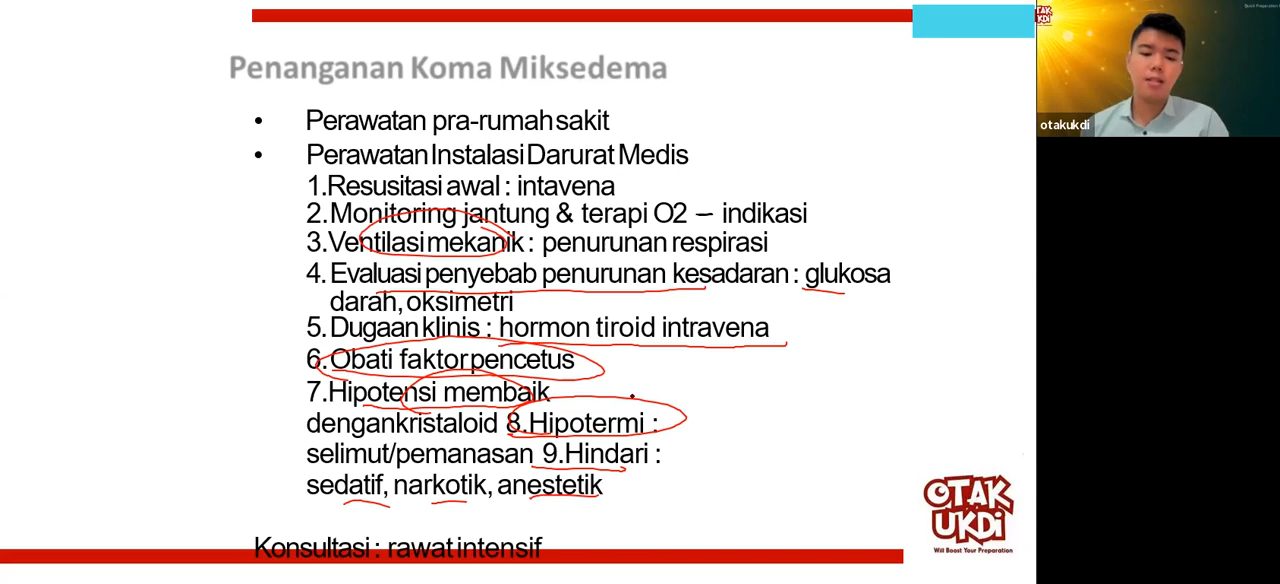 Penanganan Koma Miksedema
• Perawatan pra-rumah sakit
• Perawatan Instalasi Darurat Medis
1.Resusitasi awal : intavena
2.Monitoring jantung & terapi O2 – indikasi
3.Ventilasi mekanik : penurunan respirasi
4.Evaluasi penyebab penurunan kesadaran : glukosa
darah, oksimetri
5.Dugaan klinis : hormon tiroid intravena
6.Obati faktor pencetus
7.Hipotensi membaik
dengankristaloid 8.Hipotermi :
selimut/pemanasan 9.Hindari :
sedatif, narkotik, anestetik
Konsultasi : rawat intensif
OTAK
UKDI
Will Boost Your Preparation
TAK
UKDI
otakukdi